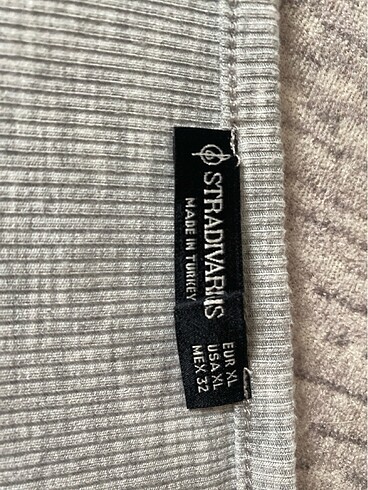 STRADIVARIUS
MADE IN TURKEY
EUR XL
USA XL
MEX 32